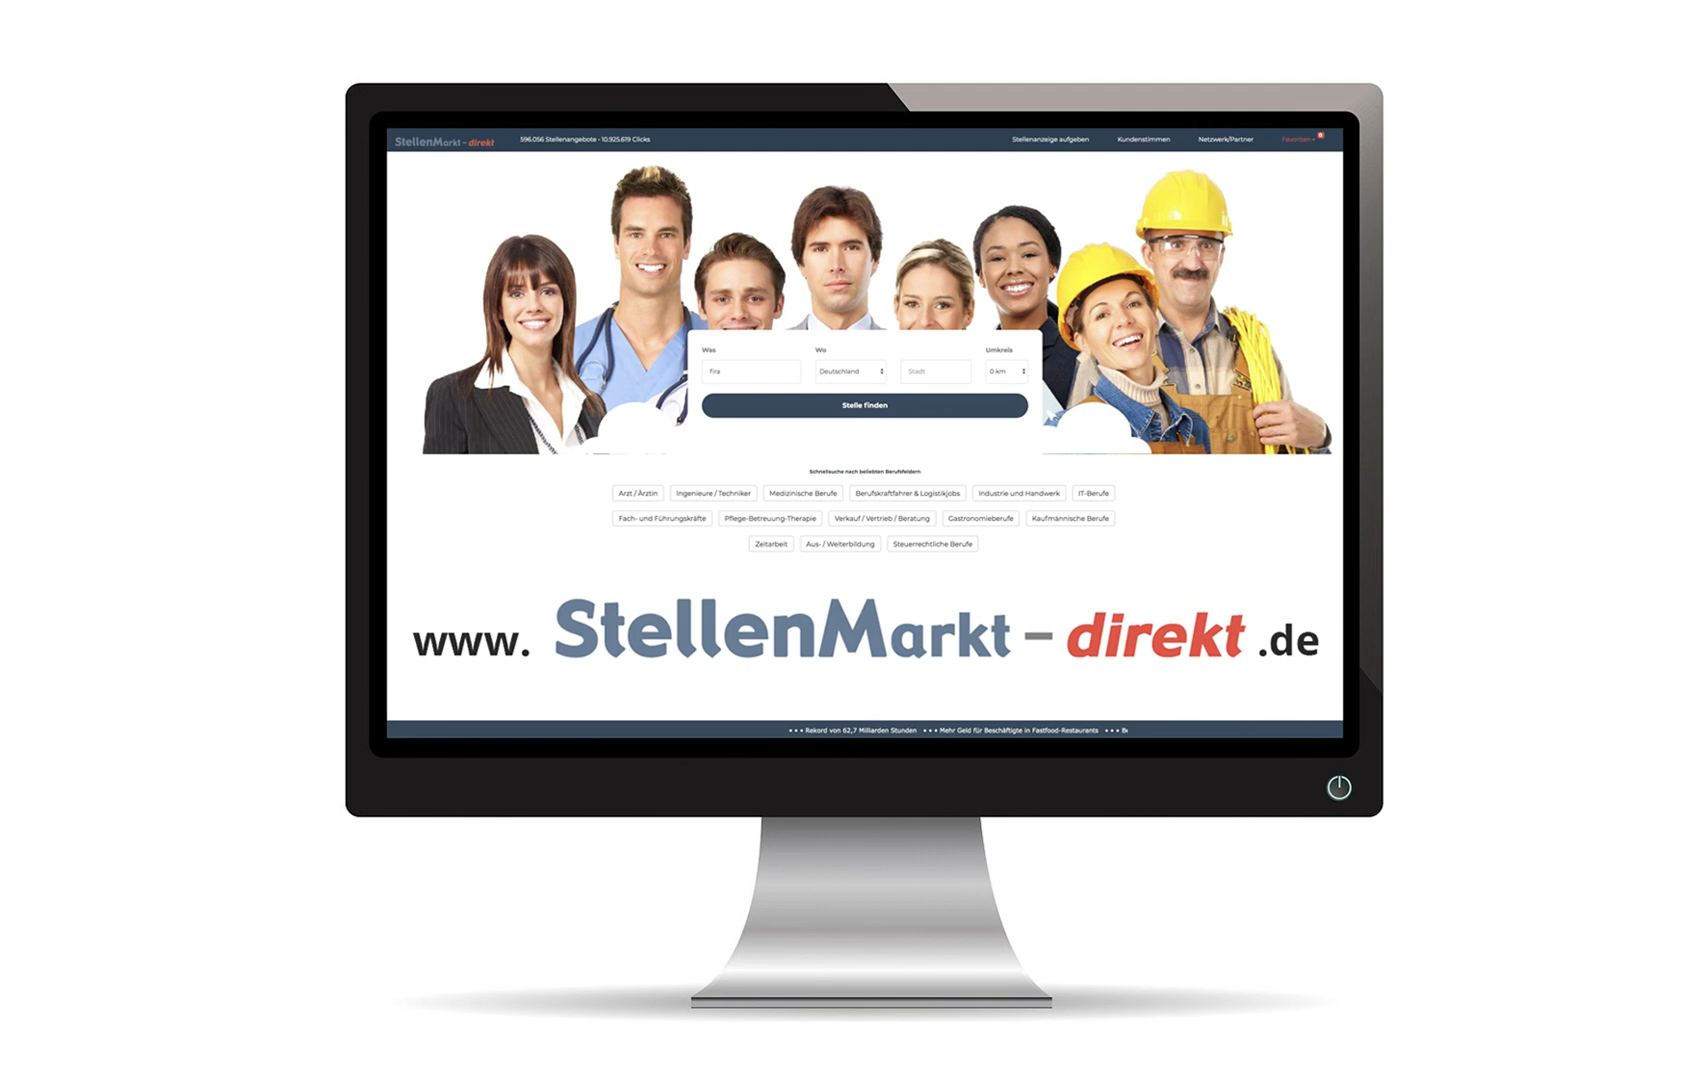 StellenMarkt - direkt 596.056 Stellenangebote • 10.925.619 Clicks Stellenanzeige aufgeben Kundenstimmen Netzwerk/Partner Favoriten
Was Wo Umkreis
fira Deutschland Stadt 0 km
Stelle finden
Schnellsuche nach beliebten Berufsfeldern
Arzt / Ärztin Ingenieure / Techniker Medizinische Berufe Berufskraftfahrer & Logistikjobs Industrie und Handwerk IT-Berufe
Fach- und Führungskräfte Pflege-Betreuung-Therapie Verkauf / Vertrieb / Beratung Gastronomieberufe Kaufmännische Berufe
Zeitarbeit Aus- / Weiterbildung Steuerrechtliche Berufe
www. StellenMarkt - direkt .de
• • • Rekord von 62,7 Milliarden Stunden • • • Mehr Geld für Beschäftigte in Fastfood-Restaurants • • •